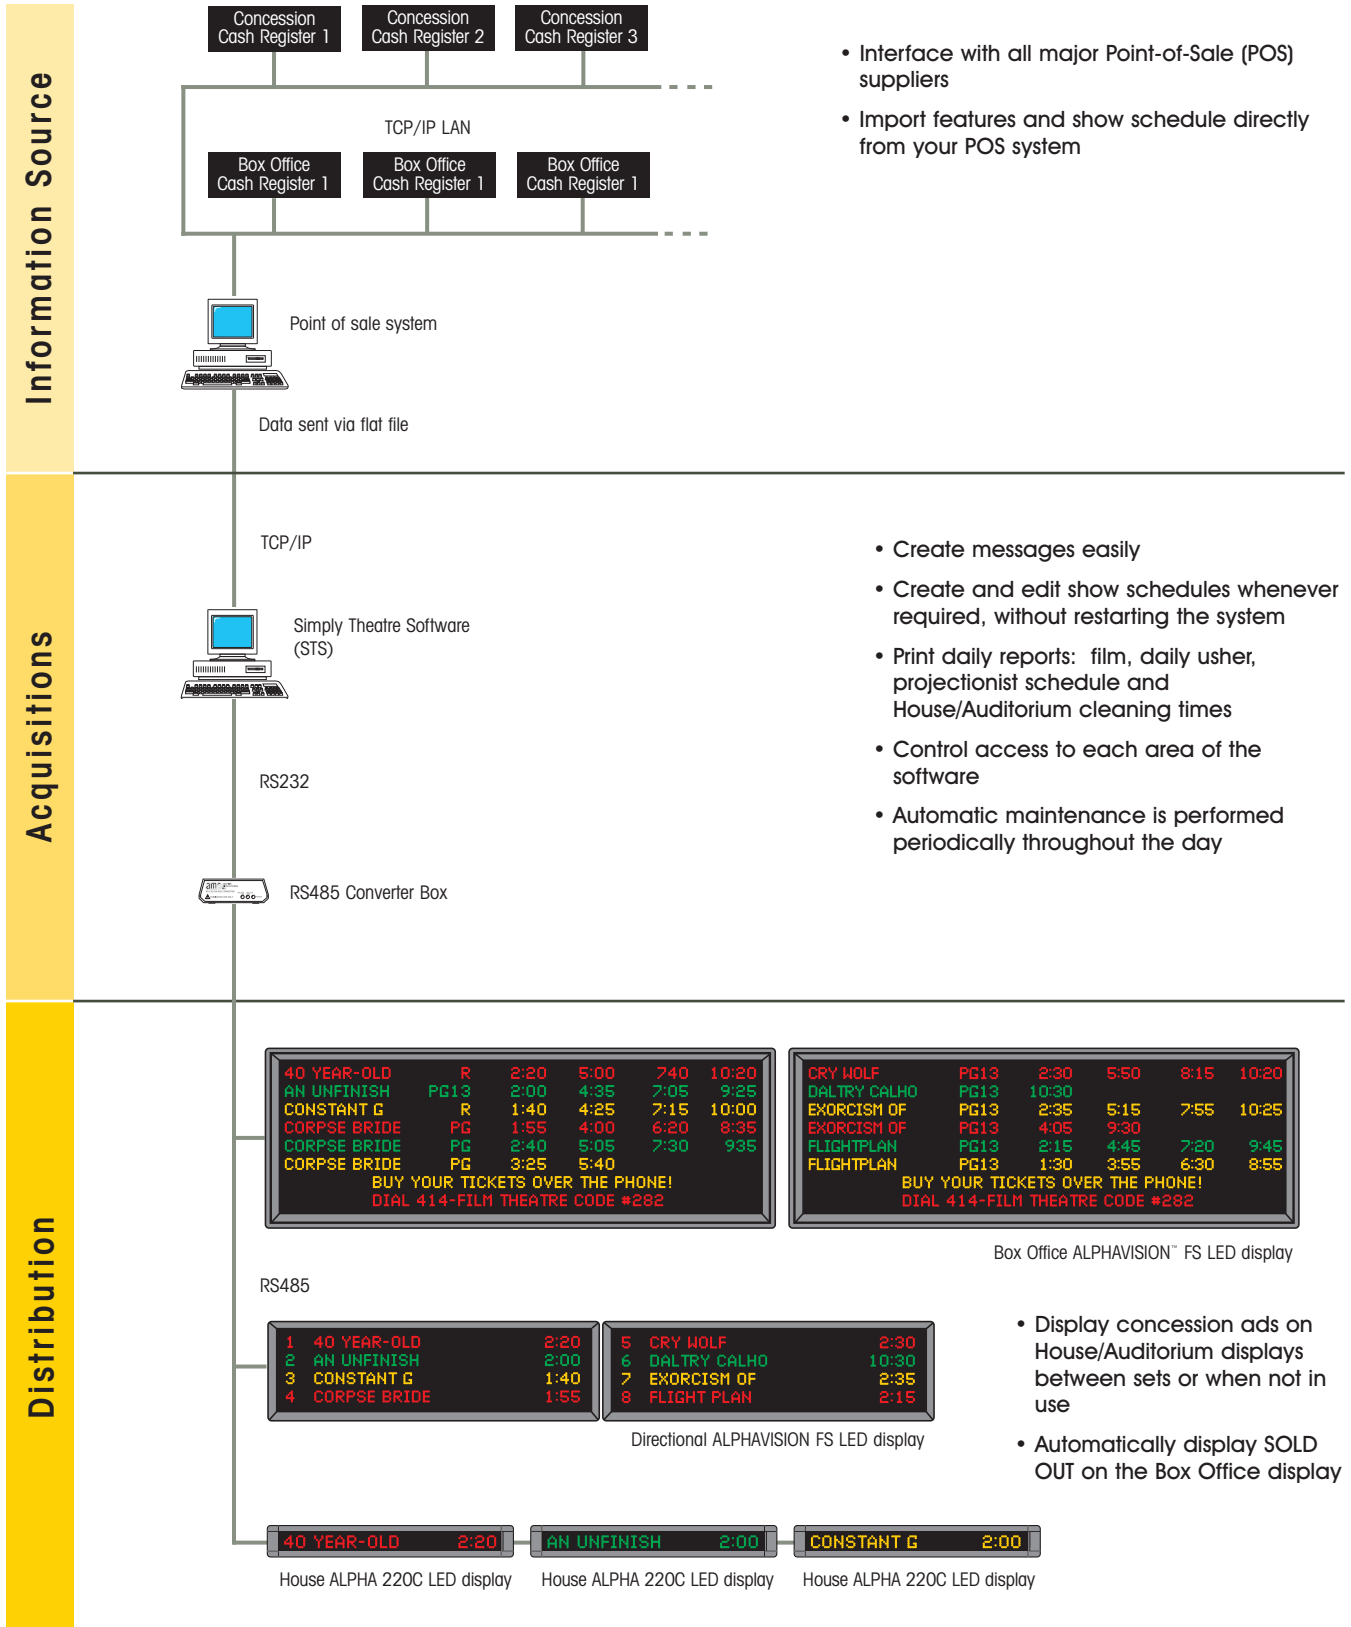 Information Source
Concession
Cash Register 1
Concession
Cash Register 2
Concession
Cash Register 3
TCP/IP LAN
Box Office
Cash Register 1
Box Office
Cash Register 1
Box Office
Cash Register 1
Point of sale system
Data sent via flat file
• Interface with all major Point-of-Sale (POS)
suppliers
• Import features and show schedule directly
from your POS system
Acquisitions
TCP/IP
Simply Theatre Software
(STS)
RS232
RS485 Converter Box
• Create messages easily
• Create and edit show schedules whenever
required, without restarting the system
• Print daily reports: film, daily usher,
projectionist schedule and
House/Auditorium cleaning times
• Control access to each area of the
software
• Automatic maintenance is performed
periodically throughout the day
Distribution
40 YEAR-OLD R 2:20 5:00 740 10:20
AN UNFINISH PG13 2:00 4:35 7:05 9:25
CONSTANT G R 1:40 4:25 7:15 10:00
CORPSE BRIDE PG 1:55 4:00 6:20 8:35
CORPSE BRIDE PG 2:40 5:05 7:30 935
CORPSE BRIDE PG 3:25 5:40
BUY YOUR TICKETS OVER THE PHONE!
DIAL 414-FILM THEATRE CODE #282
CRY WOLF PG13 2:30 5:50 8:15 10:20
DALTRY CALHO PG13 10:30
EXORCISM OF PG13 2:35 5:15 7:55 10:25
EXORCISM OF PG13 4:05 9:30
FLIGHTPLAN PG13 2:15 4:45 7:20 9:45
FLIGHTPLAN PG13 1:30 3:55 6:30 8:55
BUY YOUR TICKETS OVER THE PHONE!
DIAL 414-FILM THEATRE CODE #282
Box Office ALPHAVISION™ FS LED display
RS485
1 40 YEAR-OLD 2:20
2 AN UNFINISH 2:00
3 CONSTANT G 1:40
4 CORPSE BRIDE 1:55
5 CRY WOLF 2:30
6 DALTRY CALHO 10:30
7 EXORCISM OF 2:35
8 FLIGHT PLAN 2:15
Directional ALPHAVISION FS LED display
• Display concession ads on
House/Auditorium displays
between sets or when not in
use
• Automatically display SOLD
OUT on the Box Office display
40 YEAR-OLD 2:20
AN UNFINISH 2:00
CONSTANT G 2:00
House ALPHA 220C LED display
House ALPHA 220C LED display
House ALPHA 220C LED display